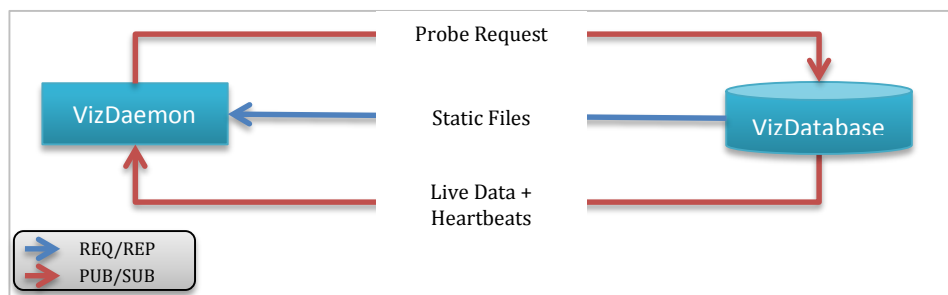 Probe Request
VizDaemon
Static Files
VizDatabase
Live Data +
Heartbeats
REQ/REP
PUB/SUB